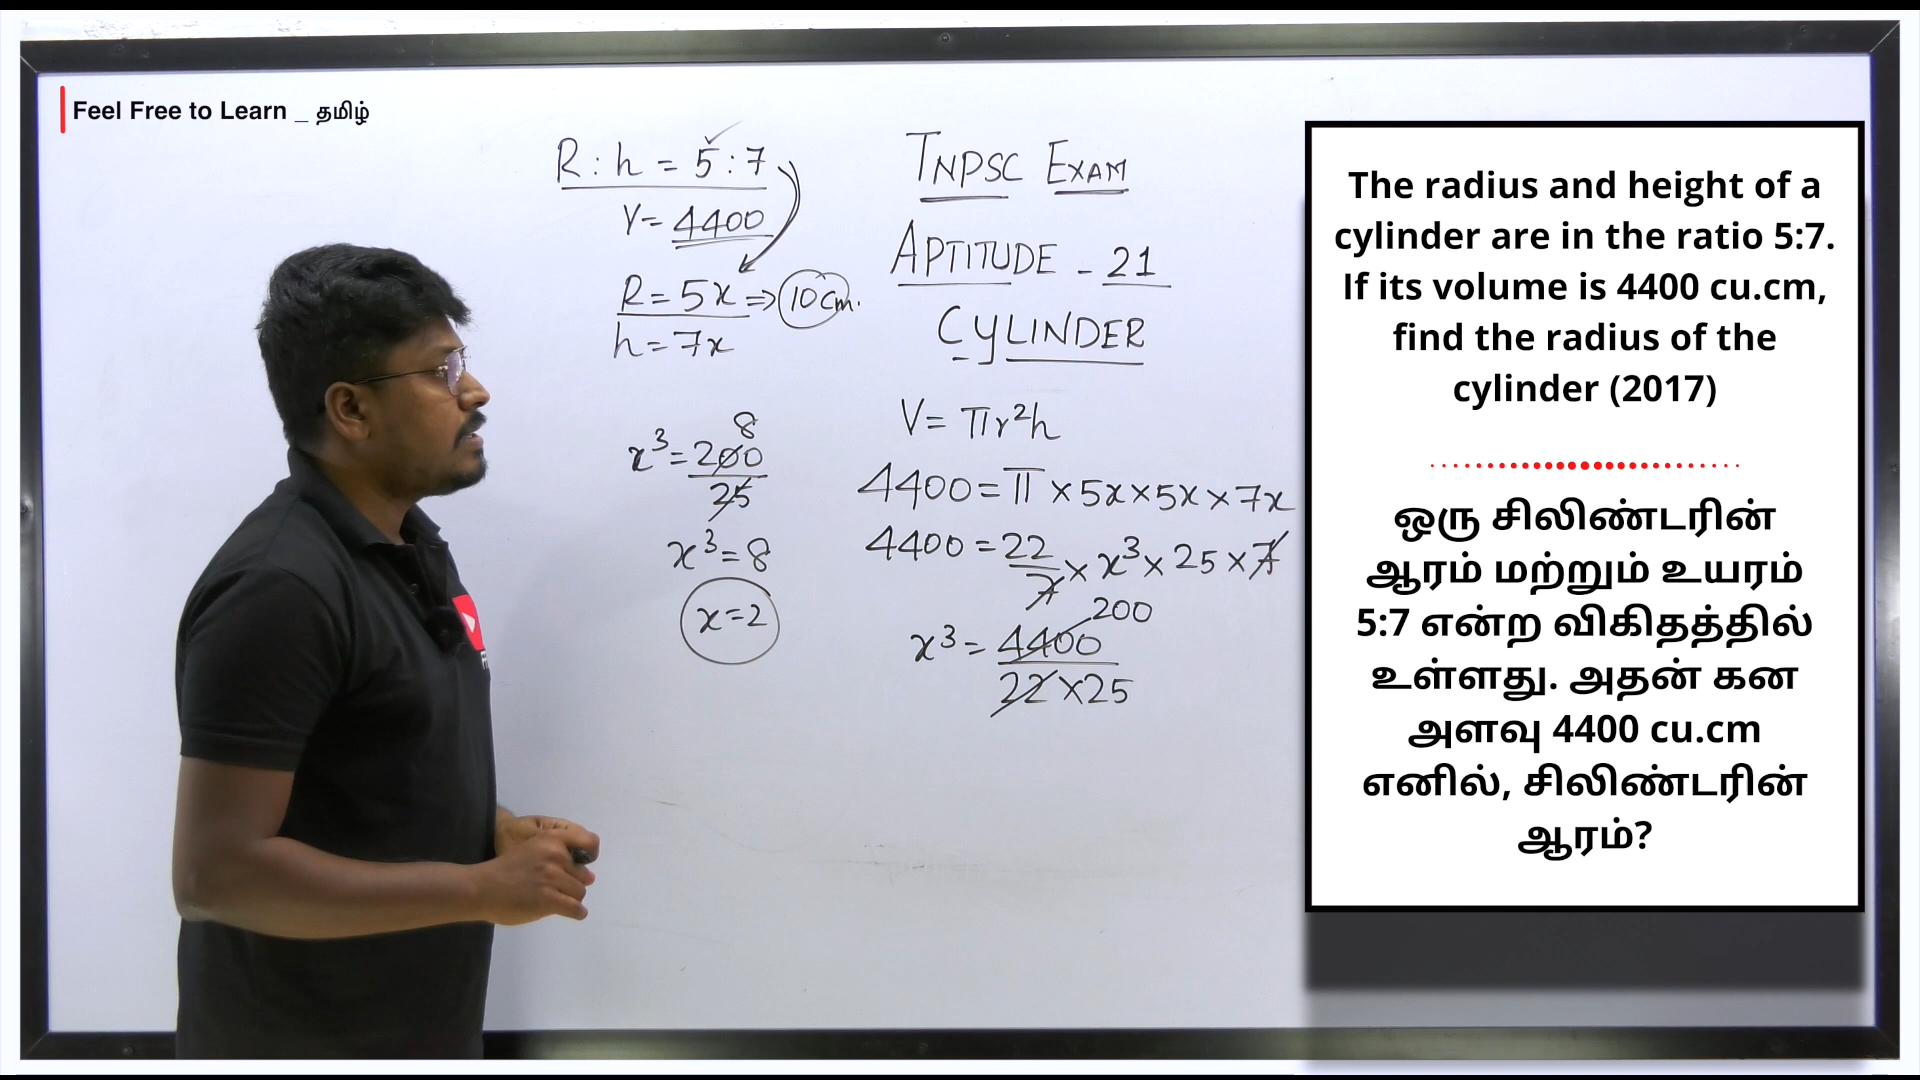 Feel Free to Learn _ தமிழ்
R : h = 5 : 7
V = 4400
R = 5x ⇒ 10cm.
h = 7x
x³ = 200 8
25
x³ = 8
x = 2
TNPSC EXAM
APTITUDE - 21
CYLINDER
V = πr²h
4400 = π × 5x × 5x × 7x
4400 = 22 × x³ × 25 × 7
7
x³ = 4400 200
22 × 25
The radius and height of a
cylinder are in the ratio 5:7.
If its volume is 4400 cu.cm,
find the radius of the
cylinder (2017)
ஒரு சிலிண்டரின்
ஆரம் மற்றும் உயரம்
5:7 என்ற விகிதத்தில்
உள்ளது. அதன் கன
அளவு 4400 cu.cm
எனில், சிலிண்டரின்
ஆரம்?